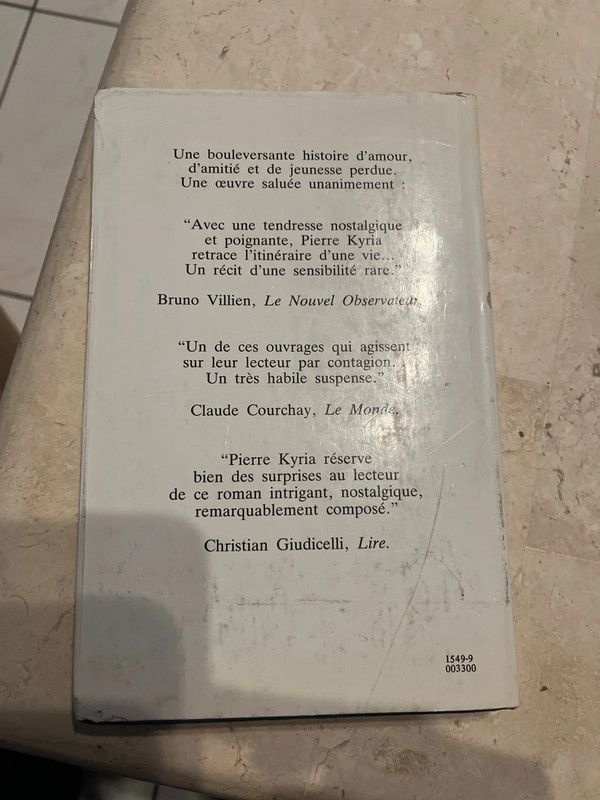 Une bouleversante histoire d'amour,
d'amitié et de jeunesse perdue.
Une œuvre saluée unanimement :
“Avec une tendresse nostalgique
et poignante, Pierre Kyria
retrace l'itinéraire d'une vie...
Un récit d'une sensibilité rare.”
Bruno Villien, Le Nouvel Observateur.
“Un de ces ouvrages qui agissent
sur leur lecteur par contagion...
Un très habile suspense.”
Claude Courchay, Le Monde.
“Pierre Kyria réserve
bien des surprises au lecteur
de ce roman intrigant, nostalgique,
remarquablement composé.”
Christian Giudicelli, Lire.
1549-9
003300